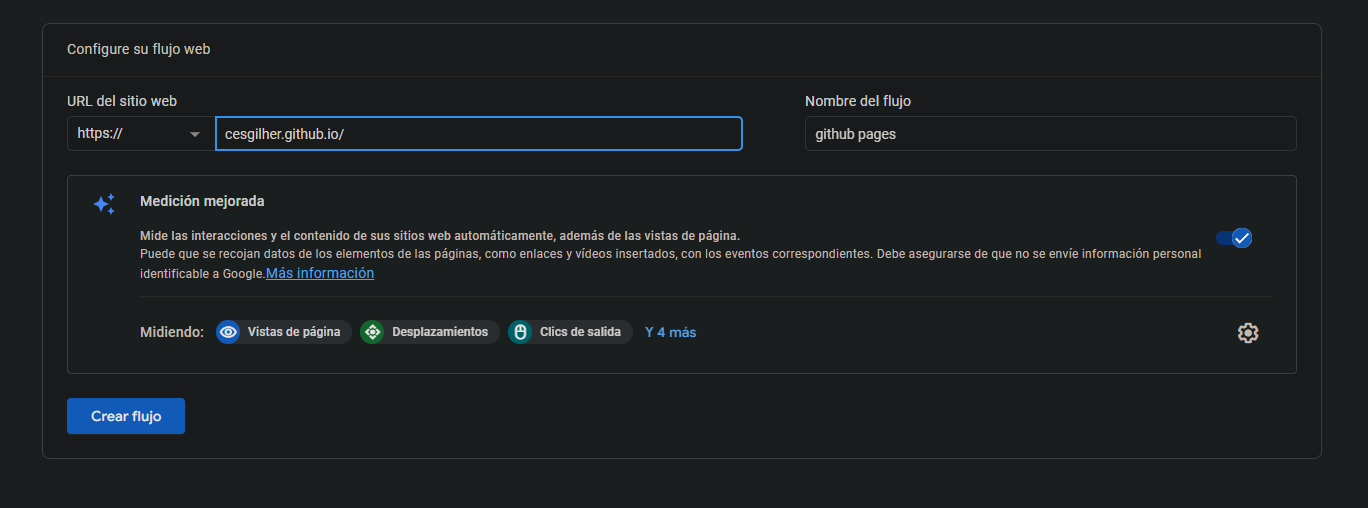 Configure su flujo web
URL del sitio web
Nombre del flujo
https://
cesgilher.github.io/
github pages
Medición mejorada
Mide las interacciones y el contenido de sus sitios web automáticamente, además de las vistas de página.
Puede que se recojan datos de los elementos de las páginas, como enlaces y vídeos insertados, con los eventos correspondientes. Debe asegurarse de que no se envíe información personal
identificable a Google.Más información
Midiendo:
Vistas de página
Desplazamientos
Clics de salida
Y 4 más
Crear flujo